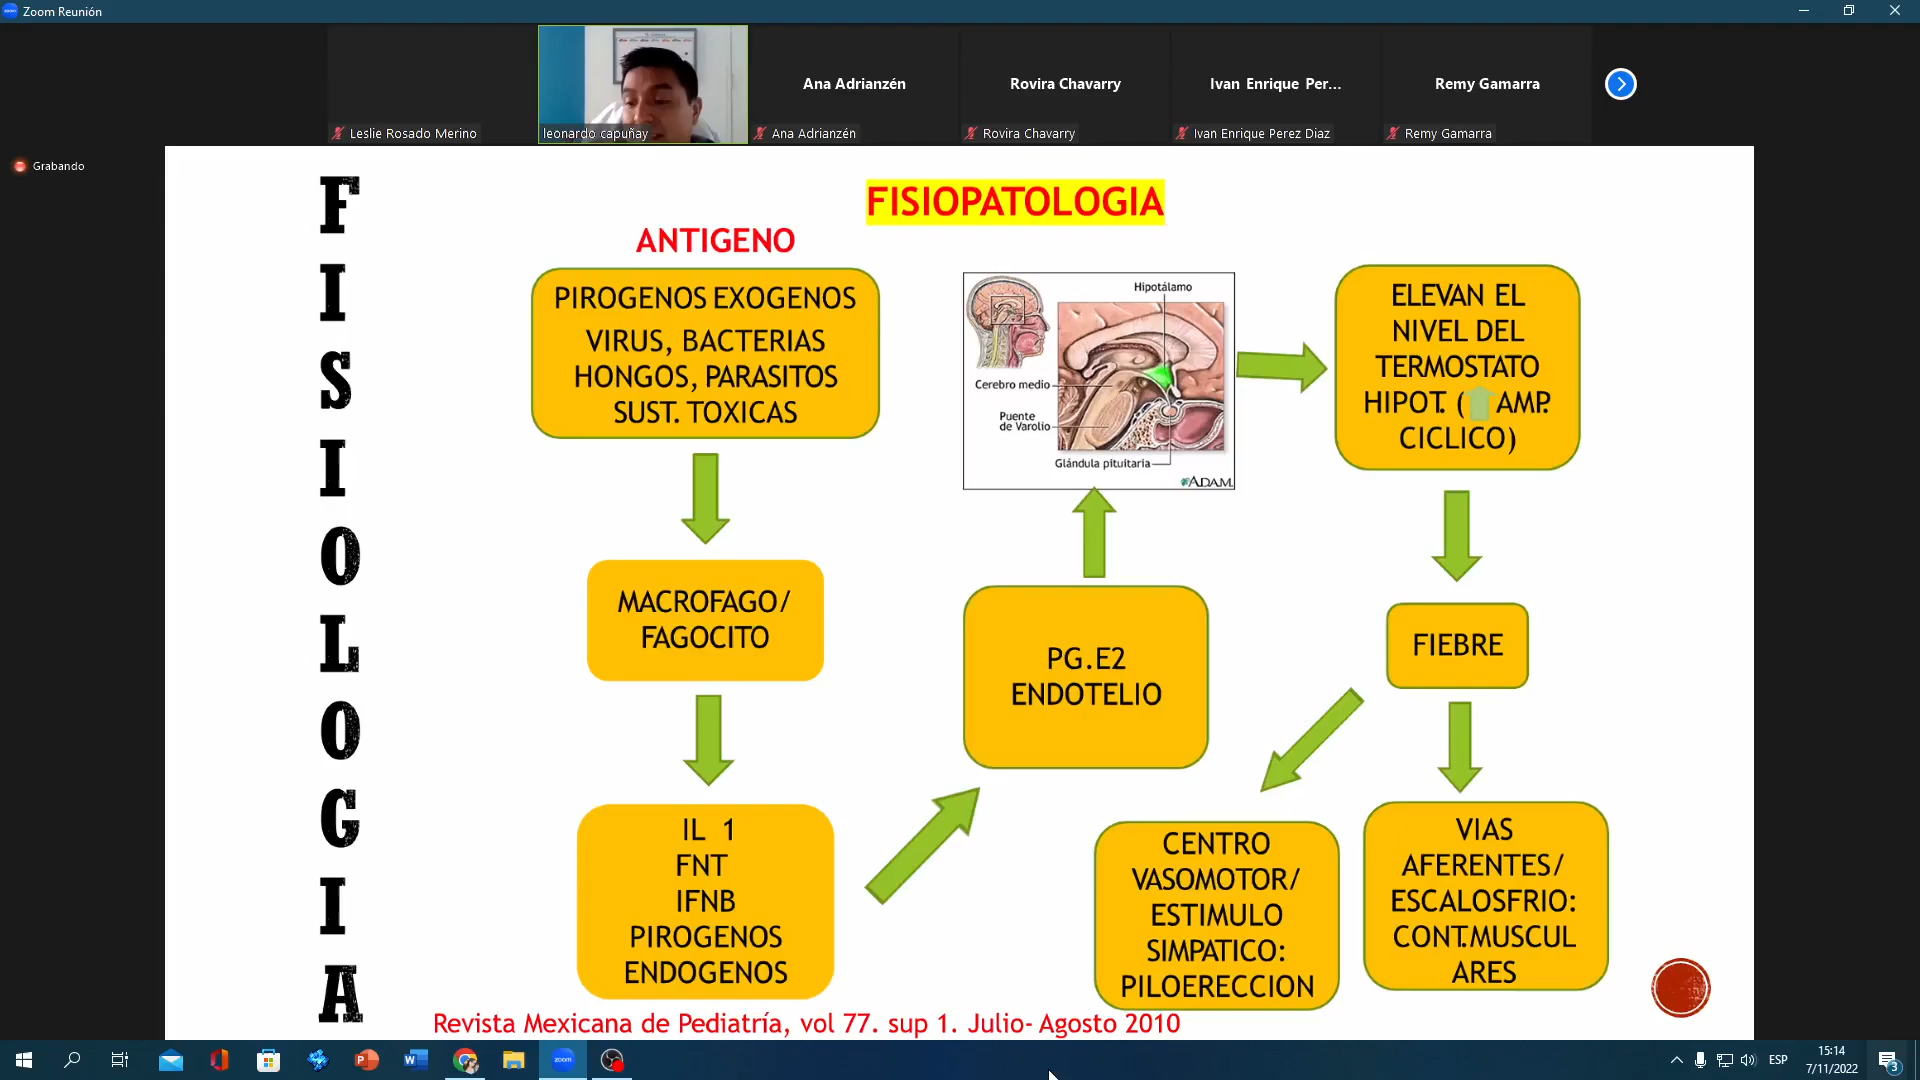 Zoom Reunión
Ana Adrianzén
Rovira Chavarry
Ivan Enrique Per...
Remy Gamarra
Leslie Rosado Merino
leonardo capuñay
Ana Adrianzén
Rovira Chavarry
Ivan Enrique Perez Diaz
Remy Gamarra
Grabando
FISIOLOGIA
FISIOPATOLOGIA
ANTIGENO
PIROGENOS EXOGENOS
VIRUS, BACTERIAS
HONGOS, PARASITOS
SUST. TOXICAS
MACROFAGO/
FAGOCITO
IL 1
FNT
IFNB
PIROGENOS
ENDOGENOS
PG.E2
ENDOTELIO
Hipotálamo
Cerebro medio
Puente
de Varolio
Glándula pituitaria
ADAM.
ELEVAN EL
NIVEL DEL
TERMOSTATO
HIPOT. ( AMP.
CICLICO)
FIEBRE
CENTRO
VASOMOTOR/
ESTIMULO
SIMPATICO:
PILOERECCION
VIAS
AFERENTES/
ESCALOSFRIO:
CONT.MUSCUL
ARES
Revista Mexicana de Pediatría, vol 77. sup 1. Julio- Agosto 2010
zoom
ESP
15:14
7/11/2022
3